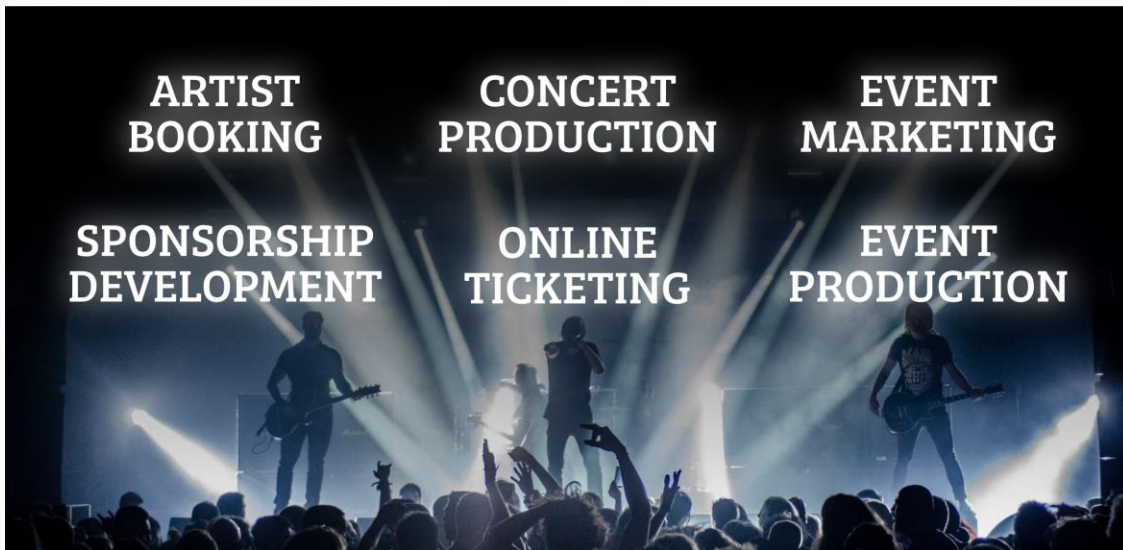 ARTIST
BOOKING
CONCERT
PRODUCTION
EVENT
MARKETING
SPONSORSHIP
DEVELOPMENT
ONLINE
TICKETING
EVENT
PRODUCTION